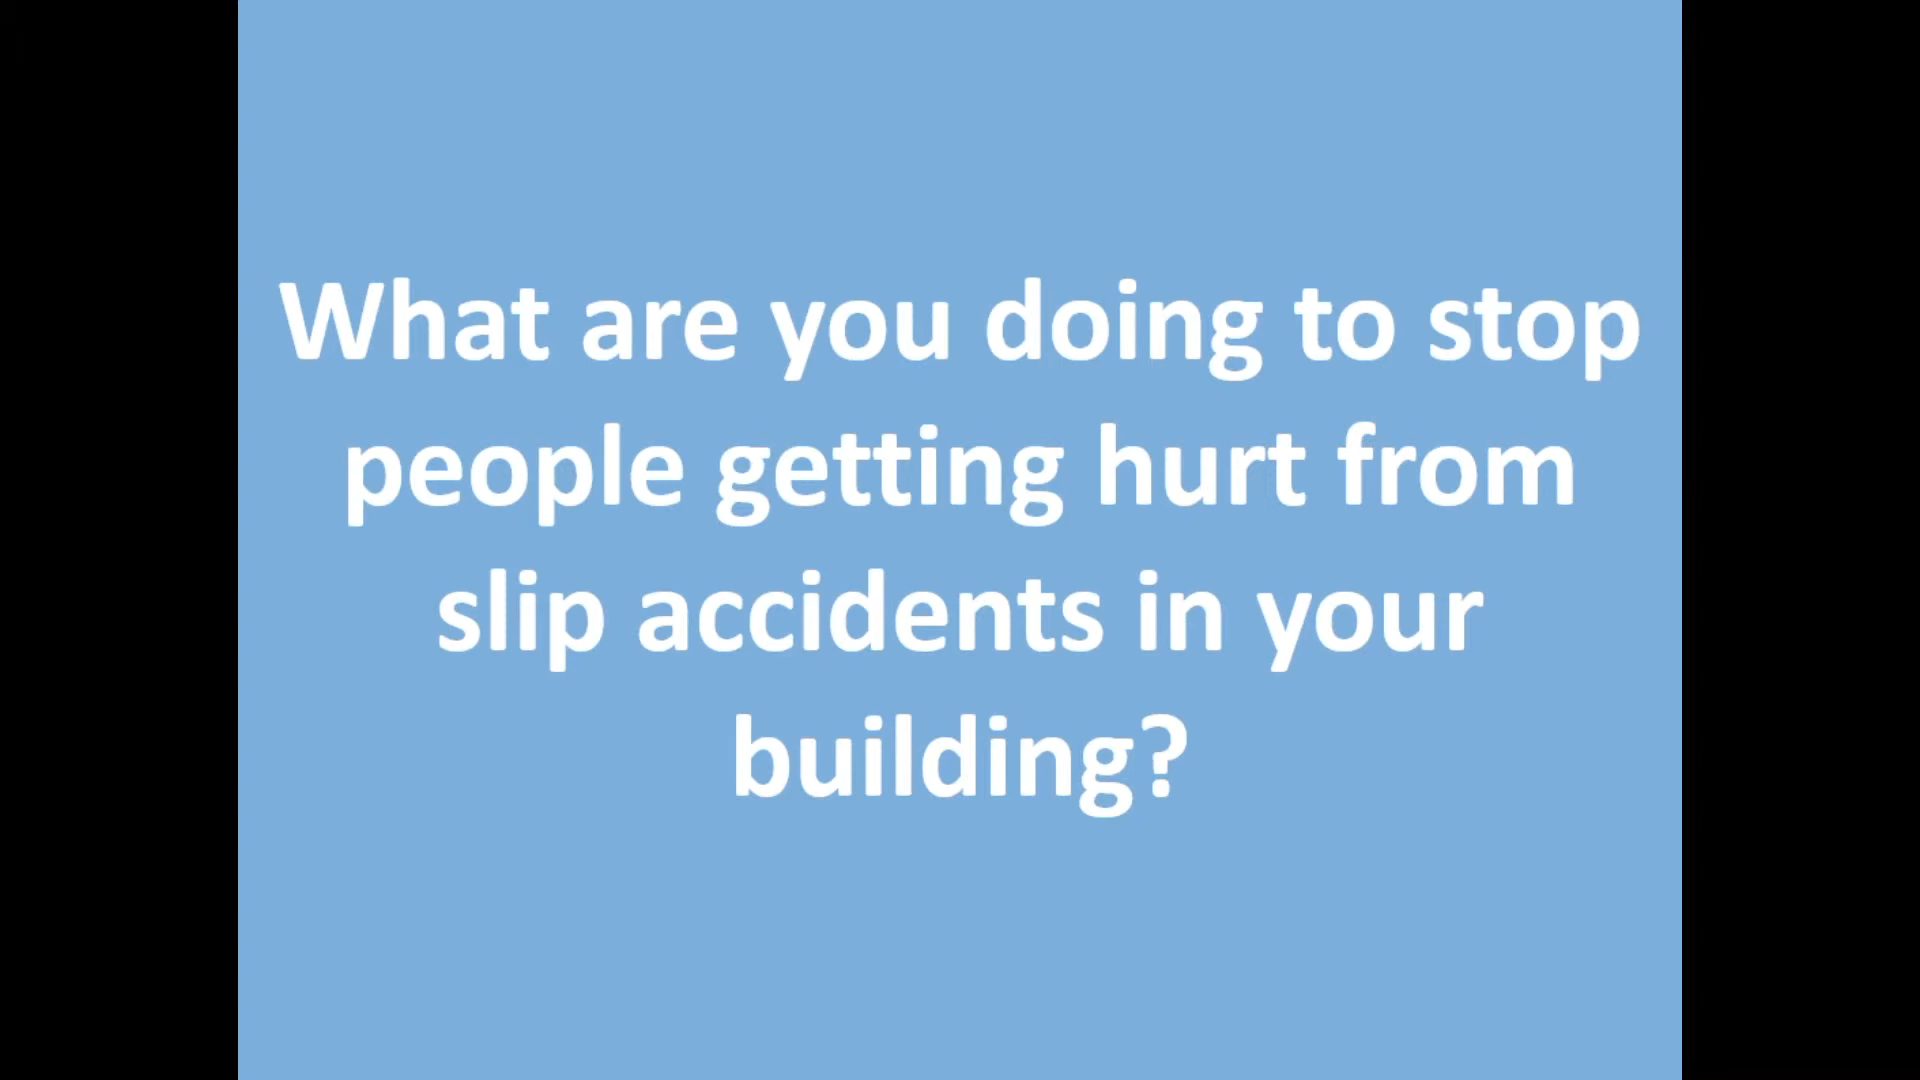 What are you doing to stop
people getting hurt from
slip accidents in your
building?